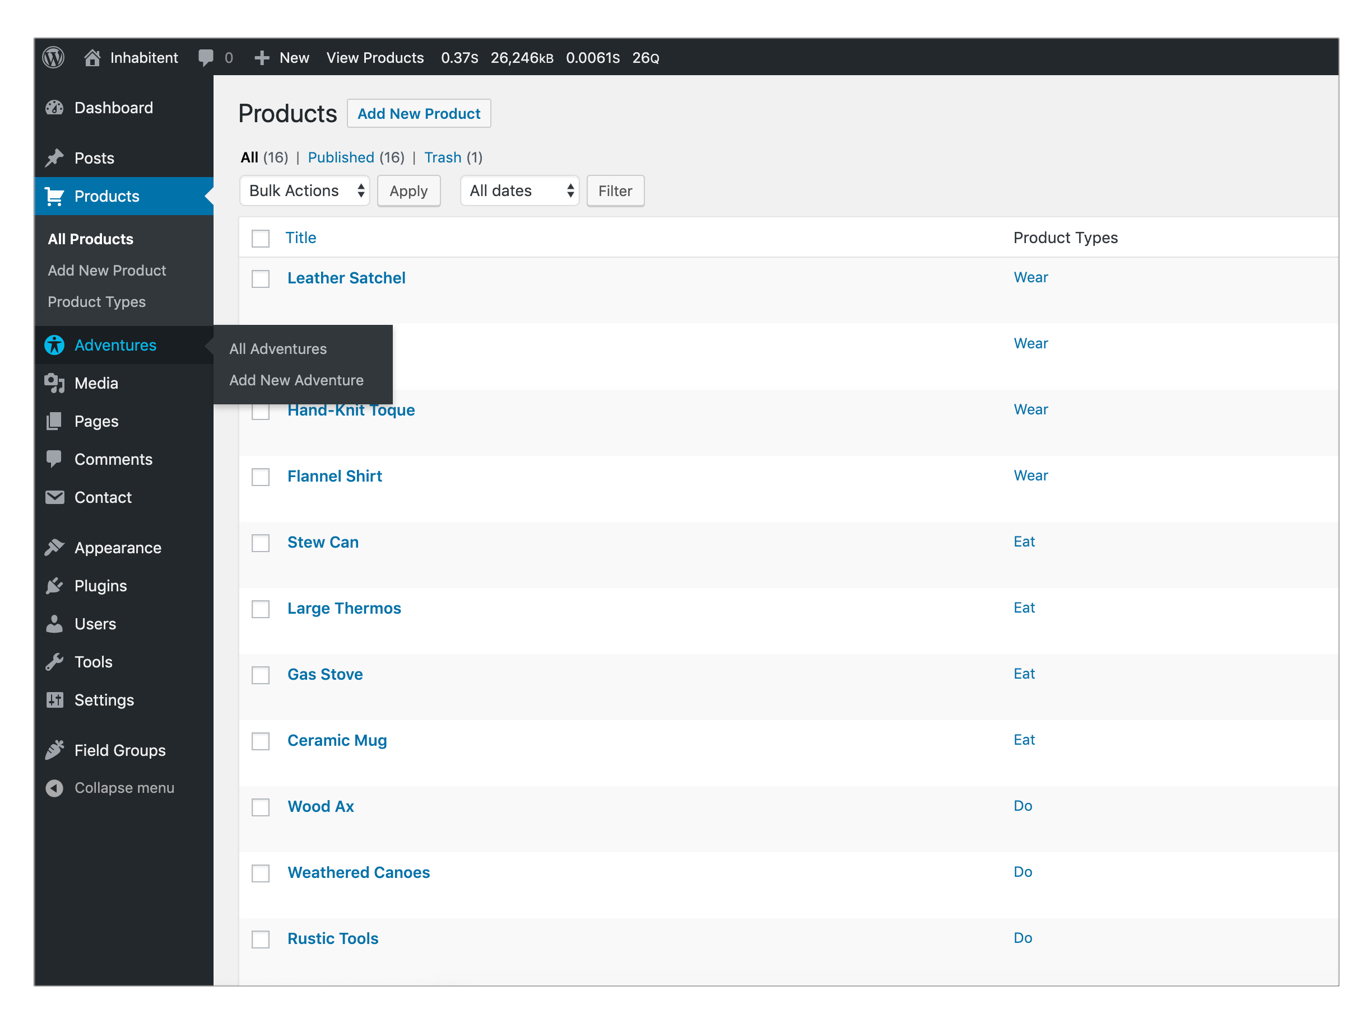 Inhabitent 0 New View Products 0.37S 26,246KB 0.0061S 26Q
Dashboard
Posts
Products
All Products
Add New Product
Product Types
Adventures
Media
Pages
Comments
Contact
Appearance
Plugins
Users
Tools
Settings
Field Groups
Collapse menu
All Adventures
Add New Adventure
Products Add New Product
All (16) | Published (16) | Trash (1)
Bulk Actions Apply All dates Filter
Title Product Types
Leather Satchel Wear
Wear
Hand-Knit Toque Wear
Flannel Shirt Wear
Stew Can Eat
Large Thermos Eat
Gas Stove Eat
Ceramic Mug Eat
Wood Ax Do
Weathered Canoes Do
Rustic Tools Do